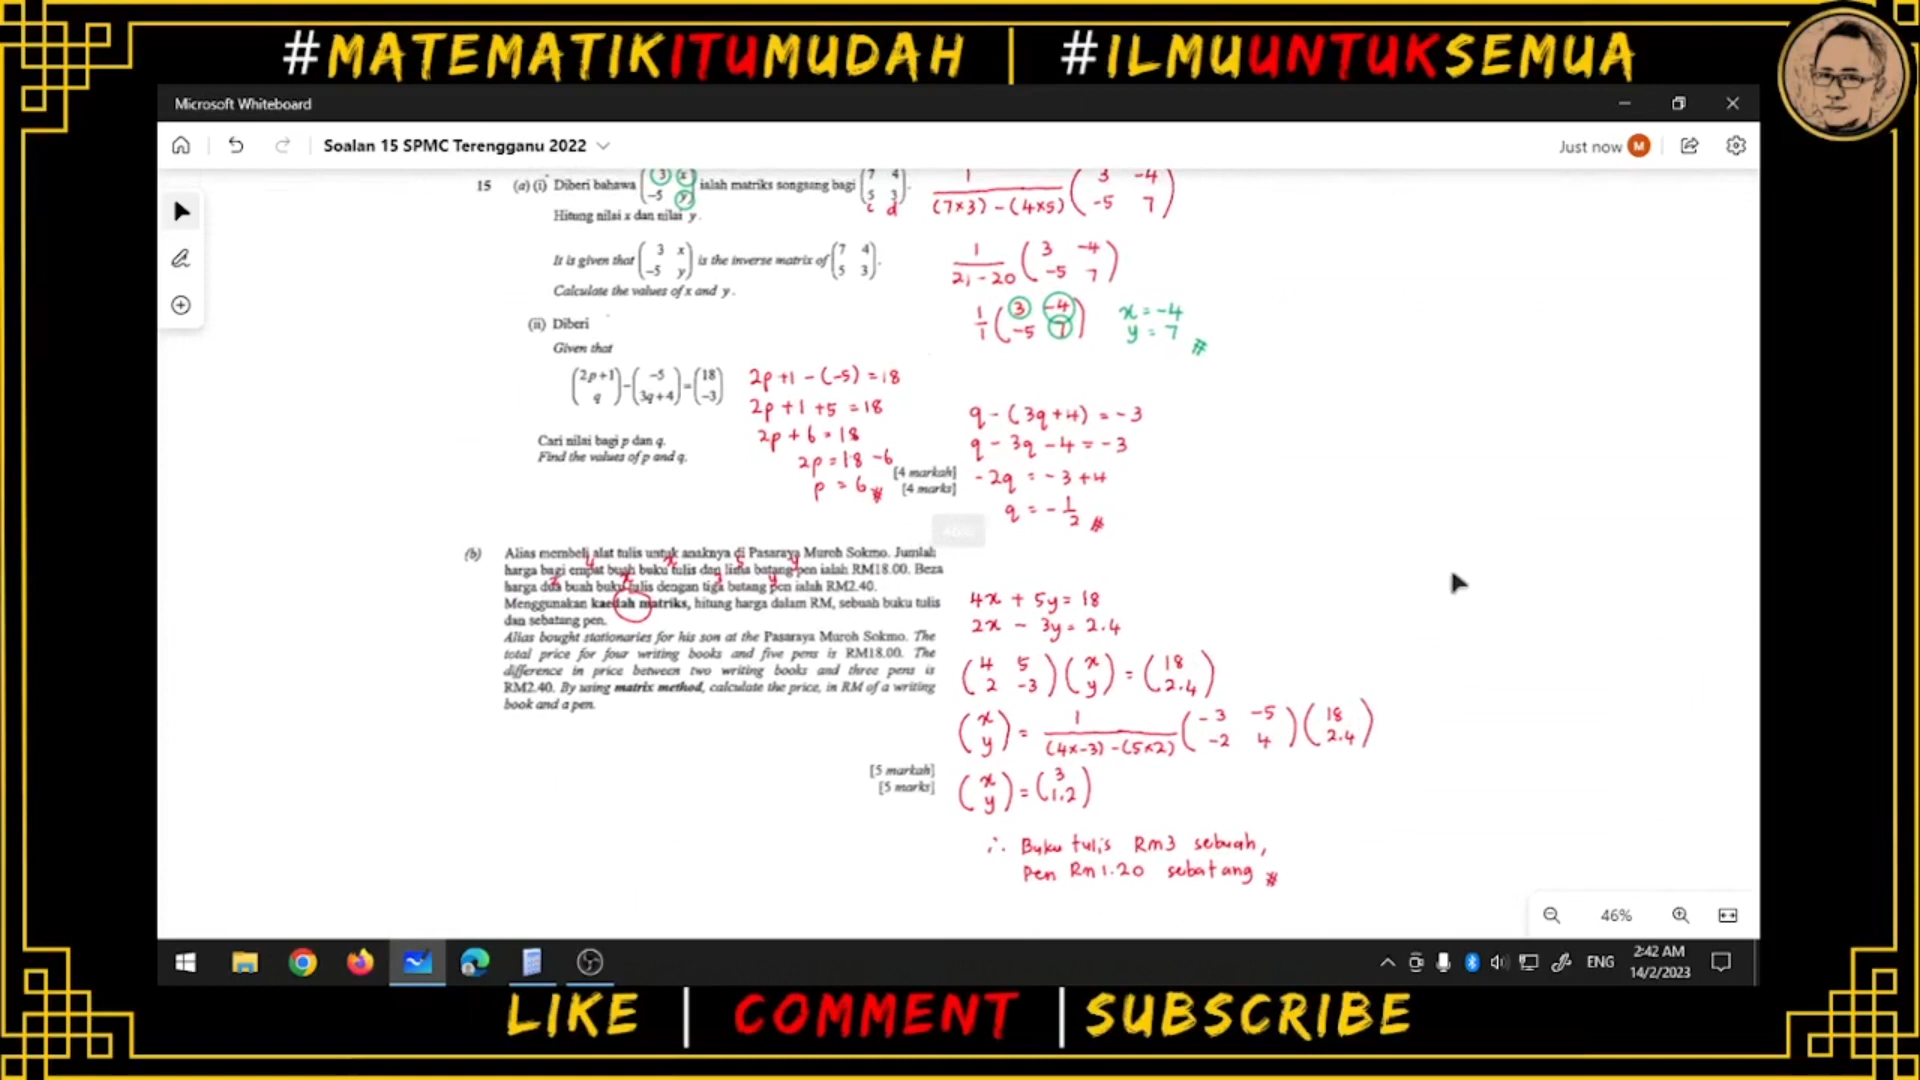 #MATEMATIKITUMUDAH | #ILMUUNTUKSEMUA
Microsoft Whiteboard
Soalan 15 SPMC Terengganu 2022
Just now M
15 (a) (i) Diberi bahawa (3 x -5 y) ialah matriks songsang bagi (7 4 5 3).
c d
Hitung nilai x dan nilai y.
1/((7×3) - (4×5)) (3 -4 -5 7)
It is given that (3 x -5 y) is the inverse matrix of (7 4 5 3).
Calculate the values of x and y.
1/(21-20) (3 -4 -5 7)
1/1 (3 -4 -5 7)
x = -4
y = 7 #
(ii) Diberi
Given that
(2p+1 q) - (-5 3q+4) = (18 -3)
Cari nilai bagi p dan q.
Find the values of p and q.
2p+1 - (-5) = 18
2p + 1 + 5 = 18
2p + 6 = 18
2p = 18 - 6
p = 6 #
[4 markah]
[4 marks]
q - (3q+4) = -3
q - 3q - 4 = -3
-2q = -3 + 4
q = -1/2 #
(b) Alias membeli alat tulis untuk anaknya di Pasaraya Muroh Sokmo. Jumlah
4 x 5 y
harga bagi empat buah buku tulis dan lima batang pen ialah RM18.00. Beza
2 x 3 y
harga dua buah buku tulis dengan tiga batang pen ialah RM2.40.
Menggunakan kaedah matriks, hitung harga dalam RM, sebuah buku tulis
dan sebatang pen.
Alias bought stationaries for his son at the Pasaraya Muroh Sokmo. The
total price for four writing books and five pens is RM18.00. The
difference in price between two writing books and three pens is
RM2.40. By using matrix method, calculate the price, in RM of a writing
book and a pen.
[5 markah]
[5 marks]
4x + 5y = 18
2x - 3y = 2.4
(4 5 2 -3)(x y) = (18 2.4)
(x y) = 1/((4×-3) - (5×2)) (-3 -5 -2 4)(18 2.4)
(x y) = (3 1.2)
∴ Buku tulis Rm3 sebuah,
Pen Rm1.20 sebatang #
46%
ENG
2:42 AM
14/2/2023
LIKE | COMMENT | SUBSCRIBE